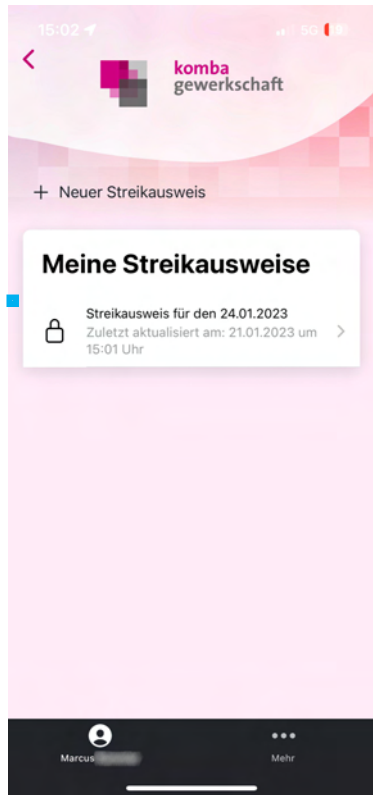 15:02
5G
komba
gewerkschaft
+ Neuer Streikausweis
Meine Streikausweise
Streikausweis für den 24.01.2023
Zuletzt aktualisiert am: 21.01.2023 um
15:01 Uhr
Marcus
Mehr